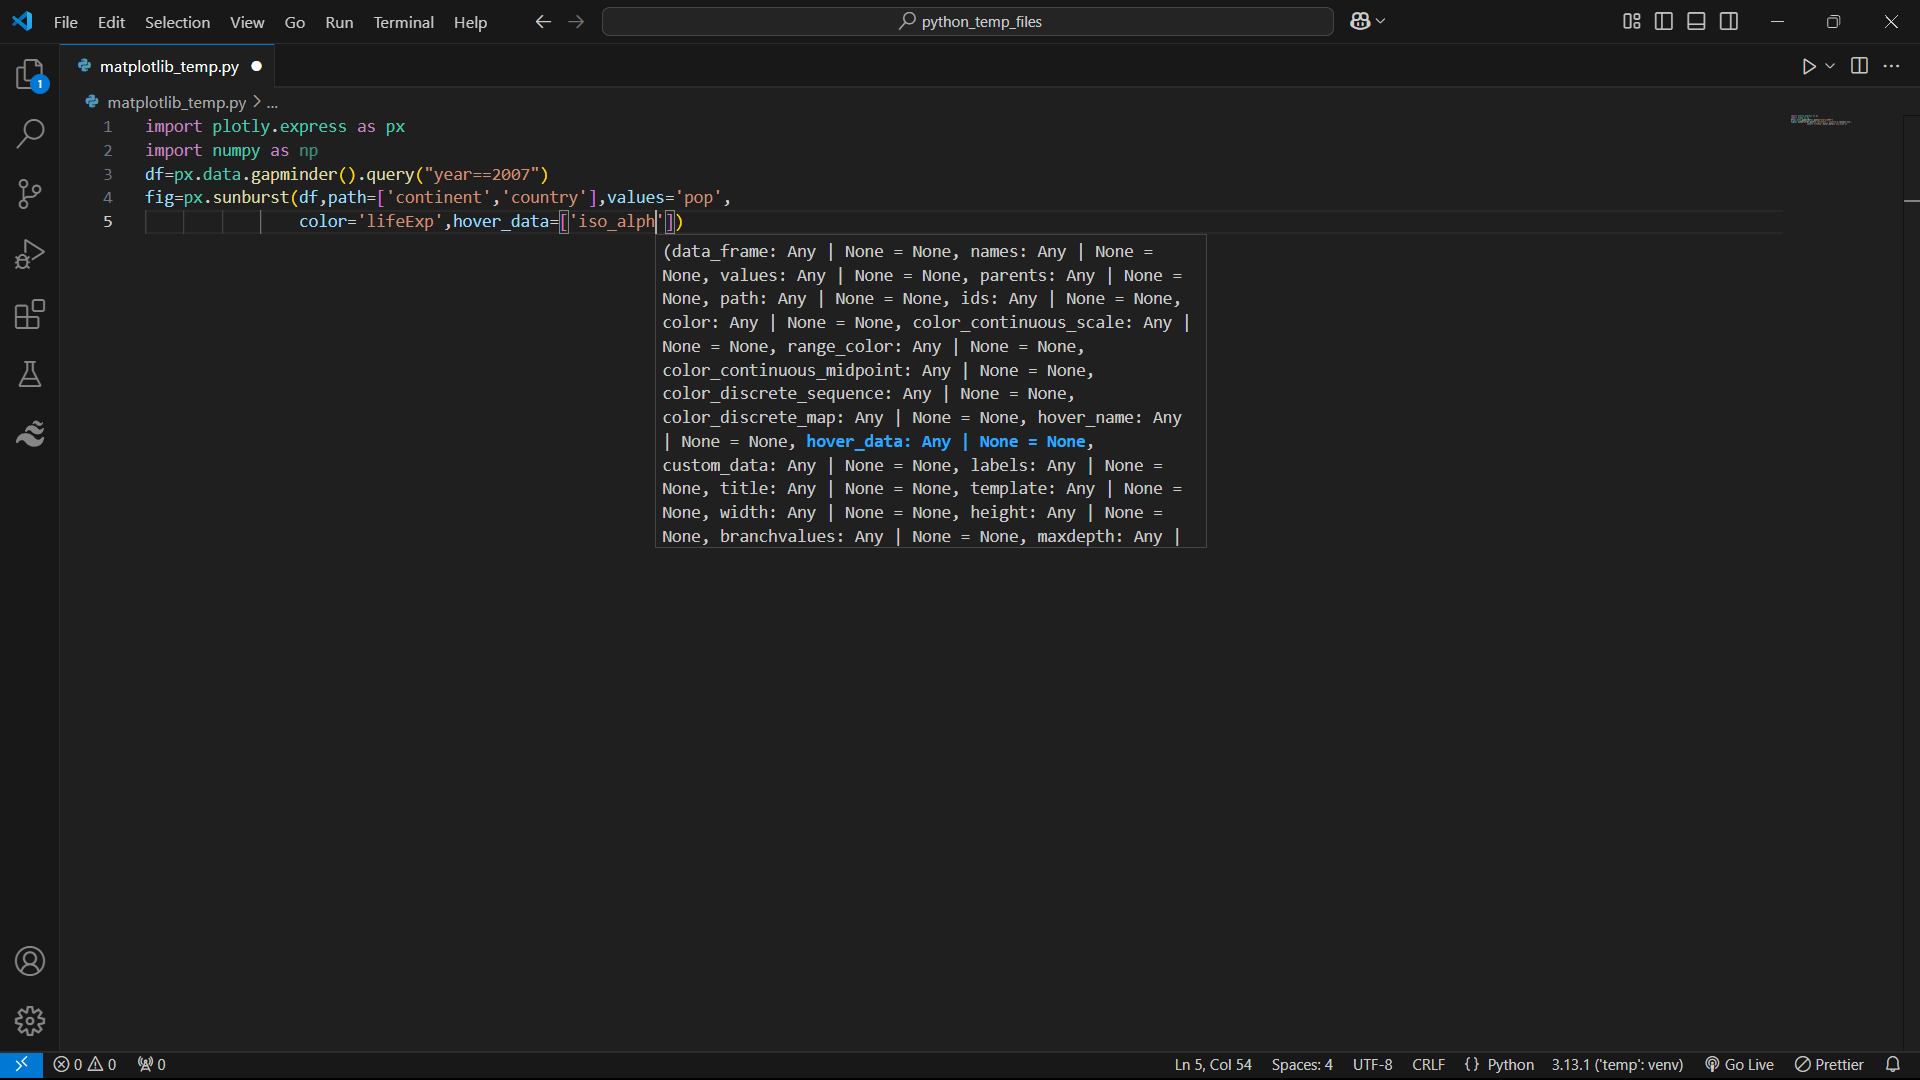 File Edit Selection View Go Run Terminal Help
python_temp_files
1
matplotlib_temp.py
matplotlib_temp.py > ...
1 import plotly.express as px
2 import numpy as np
3 df=px.data.gapminder().query("year==2007")
4 fig=px.sunburst(df,path=['continent','country'],values='pop',
5 color='lifeExp',hover_data=['iso_alph'])
(data_frame: Any | None = None, names: Any | None =
None, values: Any | None = None, parents: Any | None =
None, path: Any | None = None, ids: Any | None = None,
color: Any | None = None, color_continuous_scale: Any |
None = None, range_color: Any | None = None,
color_continuous_midpoint: Any | None = None,
color_discrete_sequence: Any | None = None,
color_discrete_map: Any | None = None, hover_name: Any
| None = None, hover_data: Any | None = None,
custom_data: Any | None = None, labels: Any | None =
None, title: Any | None = None, template: Any | None =
None, width: Any | None = None, height: Any | None =
None, branchvalues: Any | None = None, maxdepth: Any |
0 0 0 Ln 5, Col 54 Spaces: 4 UTF-8 CRLF {} Python 3.13.1 ('temp': venv) Go Live Prettier